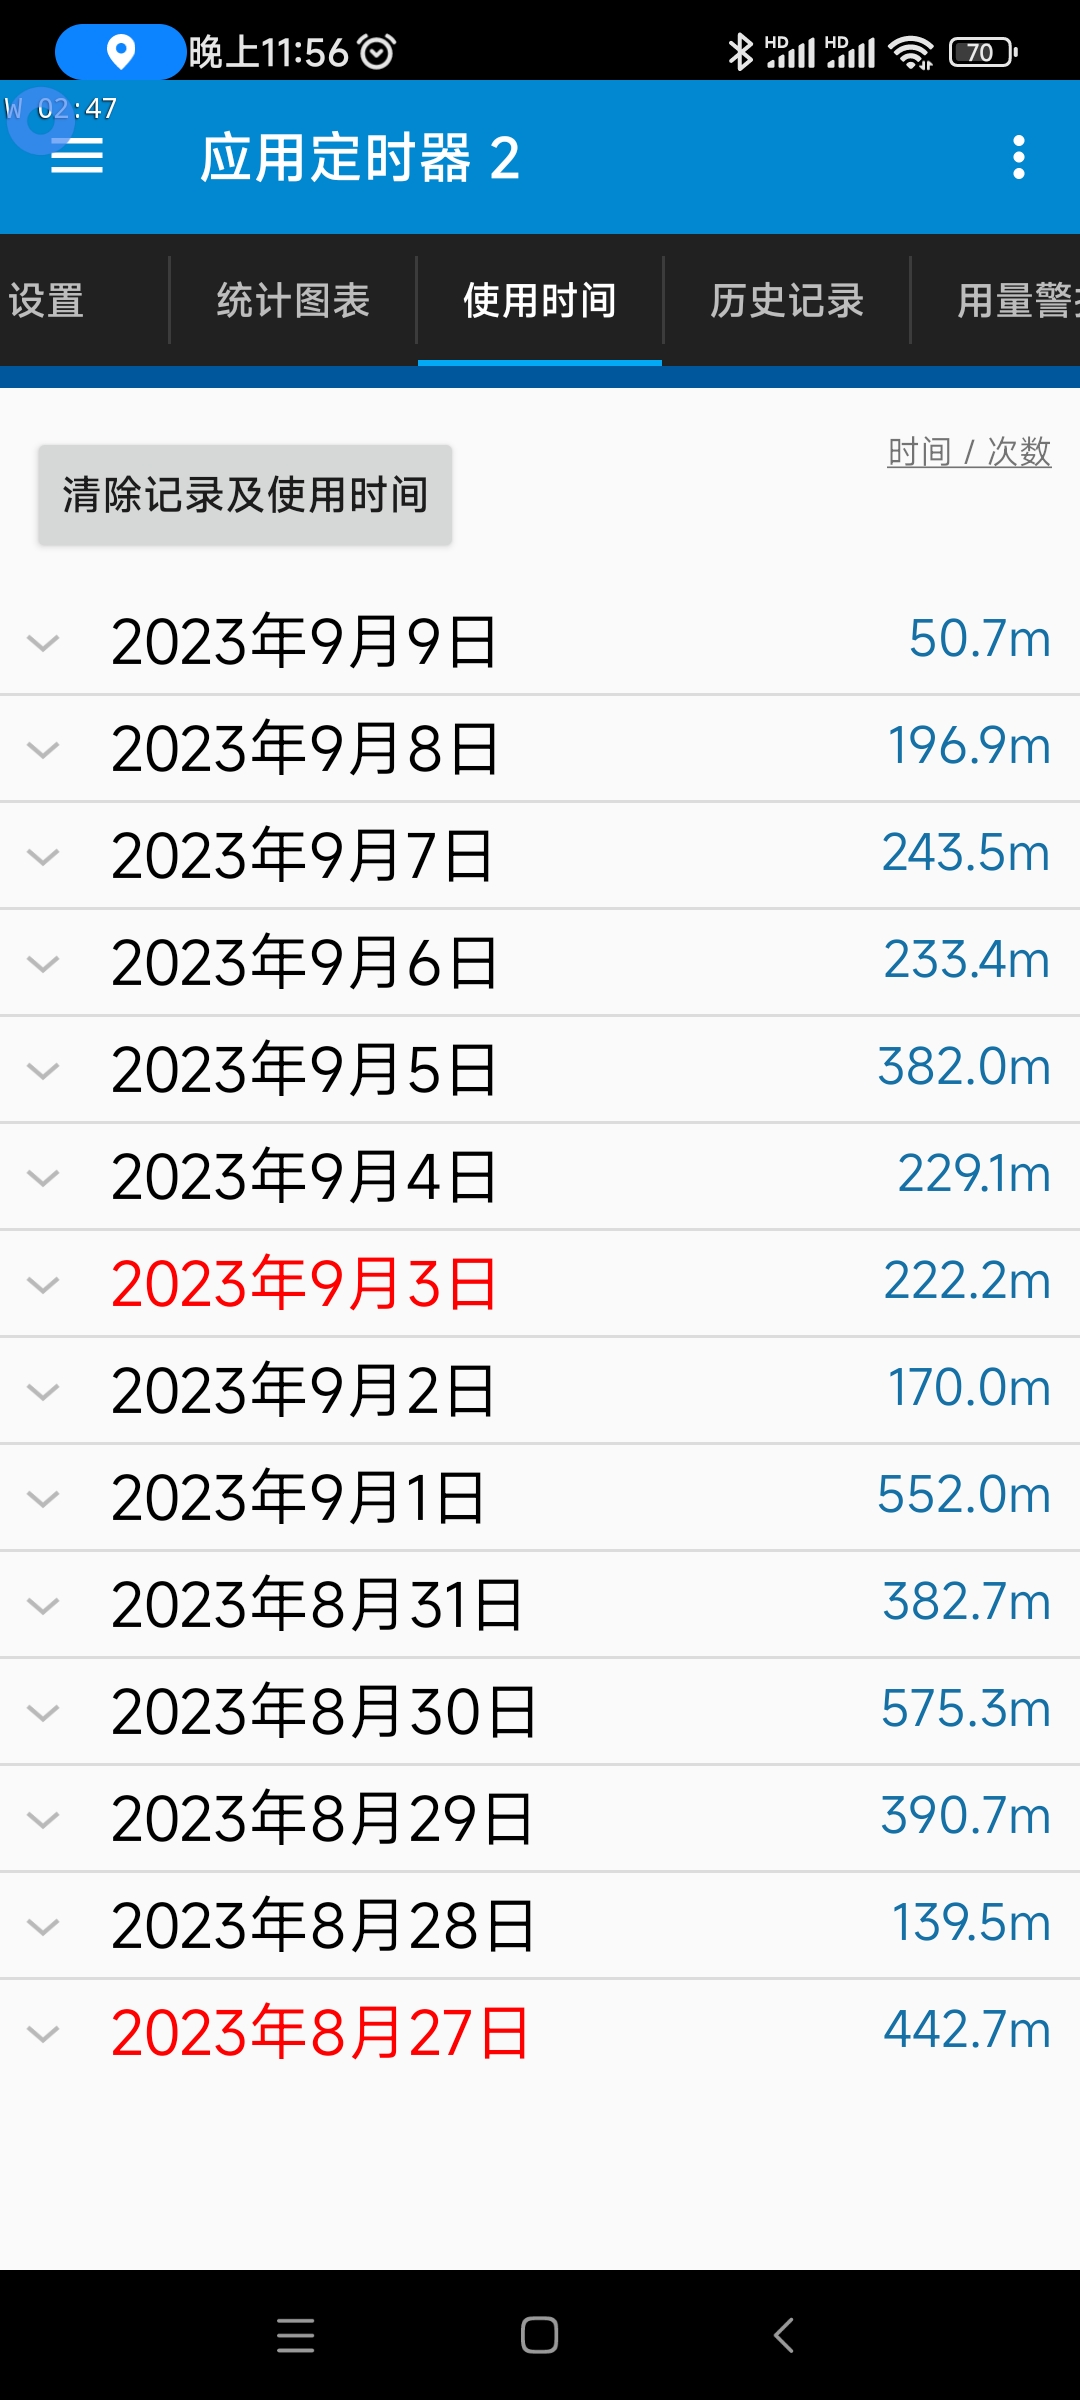 晚上11:56 HD HD 70
W 02:47
应用定时器 2
设置 统计图表 使用时间 历史记录 用量警
时间 / 次数
清除记录及使用时间
2023年9月9日 50.7m
2023年9月8日 196.9m
2023年9月7日 243.5m
2023年9月6日 233.4m
2023年9月5日 382.0m
2023年9月4日 229.1m
2023年9月3日 222.2m
2023年9月2日 170.0m
2023年9月1日 552.0m
2023年8月31日 382.7m
2023年8月30日 575.3m
2023年8月29日 390.7m
2023年8月28日 139.5m
2023年8月27日 442.7m